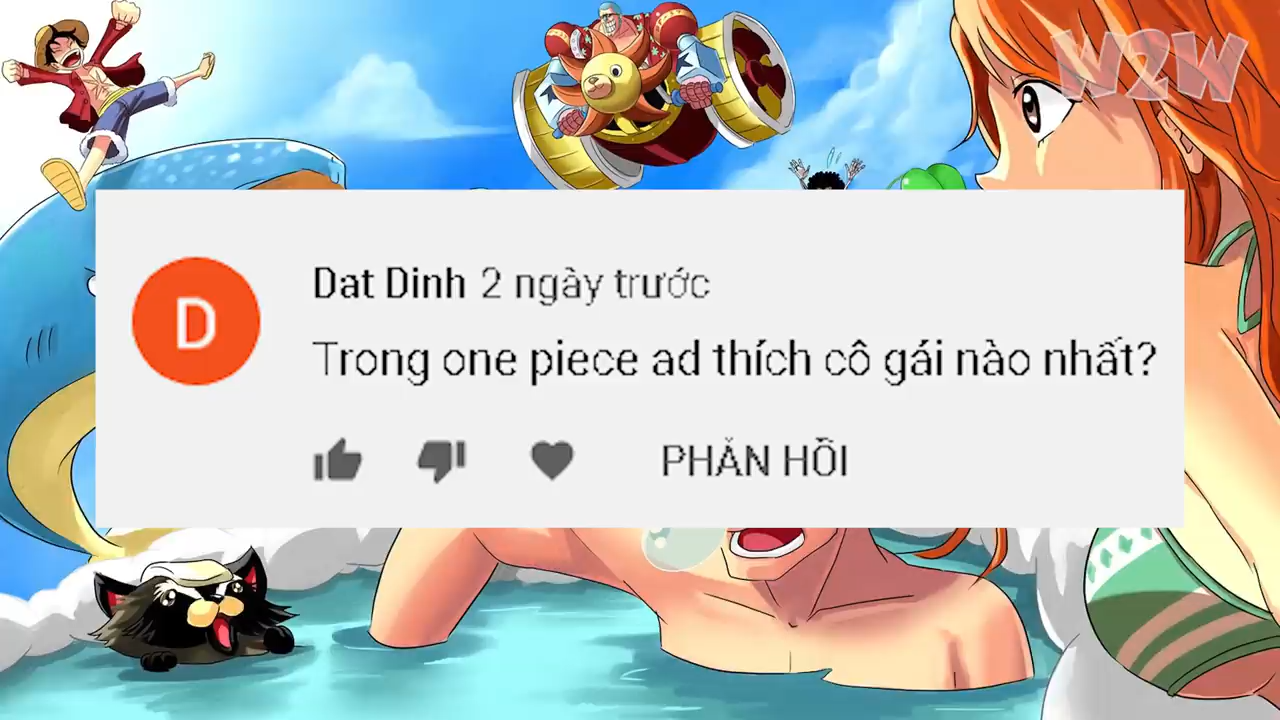 W2W
D
Dat Dinh 2 ngày trước
Trong one piece ad thích cô gái nào nhất?
PHẢN HỒI